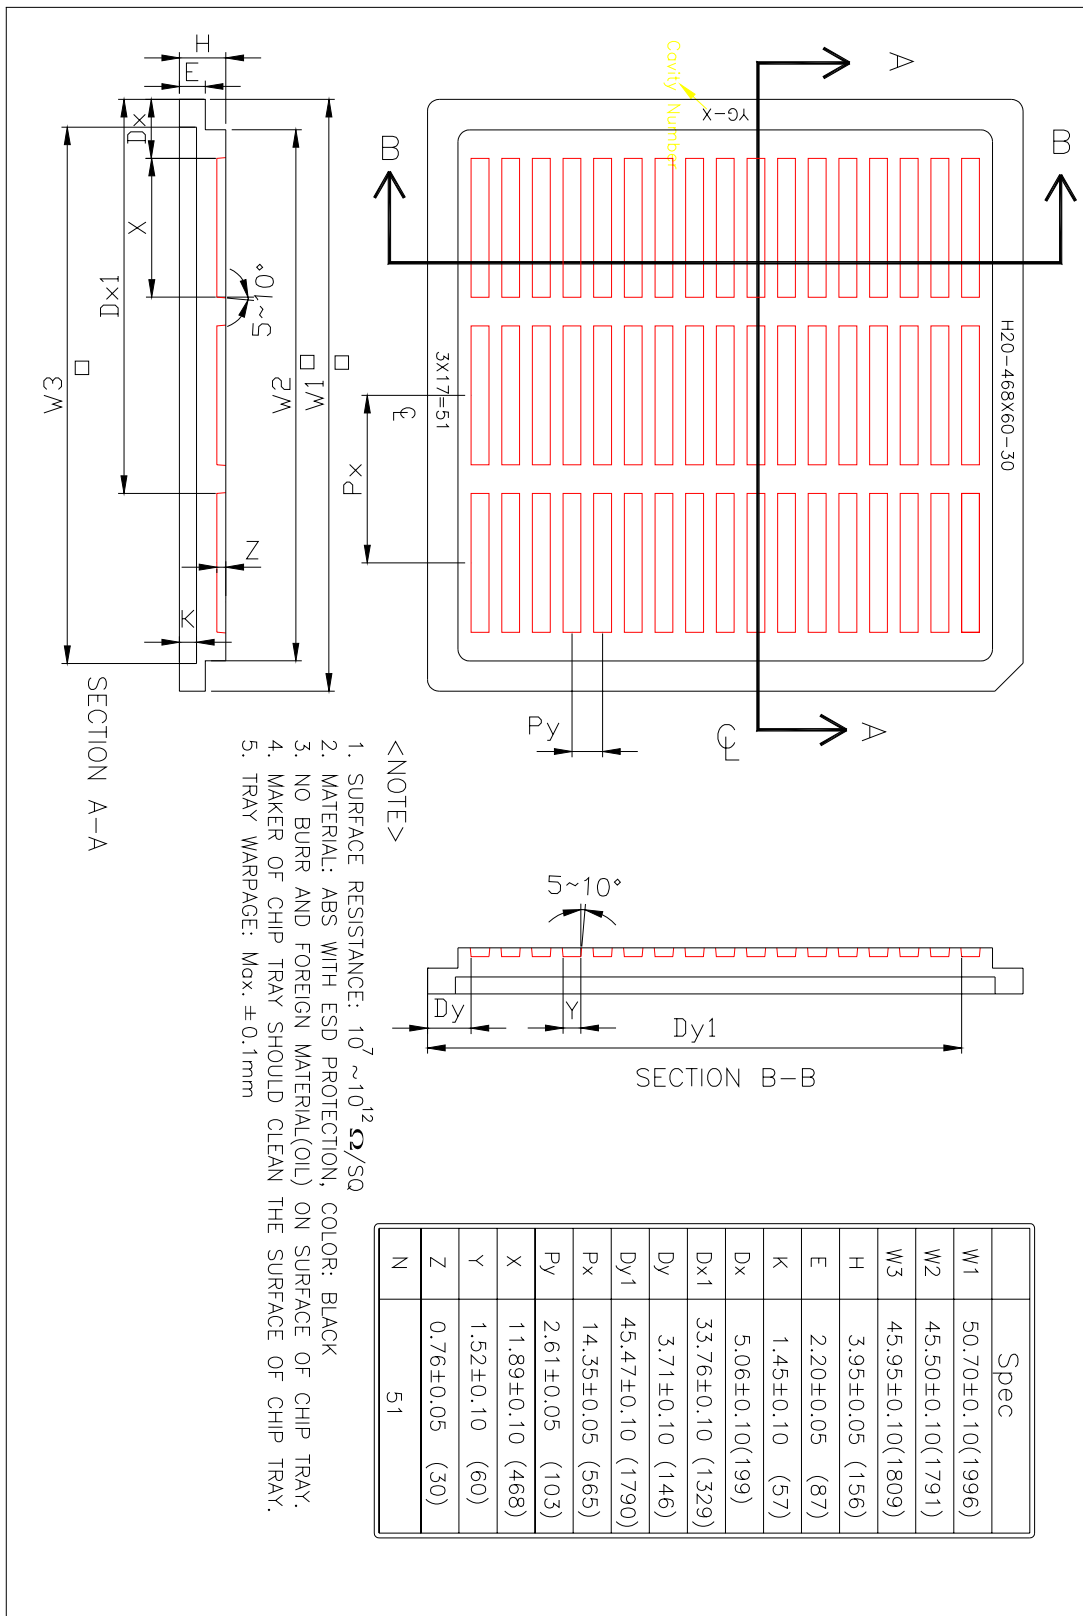 A
A
B
B
Cavity Number
YG-X
H20-468X60-30
3X17=51
℄
℄
Px
Py
H
E
Dx
X
Dx1
5~10°
□ W1
□ W2
□ W3
Z
K
SECTION A-A
5~10°
Dy
Y
Dy1
SECTION B-B
<NOTE>
1. SURFACE RESISTANCE: 10⁷ ~10¹² Ω/SQ
2. MATERIAL: ABS WITH ESD PROTECTION, COLOR: BLACK
3. NO BURR AND FOREIGN MATERIAL(OIL) ON SURFACE OF CHIP TRAY.
4. MAKER OF CHIP TRAY SHOULD CLEAN THE SURFACE OF CHIP TRAY.
5. TRAY WARPAGE: Max. ±0.1mm
Spec
W1 50.70±0.10(1996)
W2 45.50±0.10(1791)
W3 45.95±0.10(1809)
H 3.95±0.05 (156)
E 2.20±0.05 (87)
K 1.45±0.10 (57)
Dx 5.06±0.10(199)
Dx1 33.76±0.10 (1329)
Dy 3.71±0.10 (146)
Dy1 45.47±0.10 (1790)
Px 14.35±0.05 (565)
Py 2.61±0.05 (103)
X 11.89±0.10 (468)
Y 1.52±0.10 (60)
Z 0.76±0.05 (30)
N 51